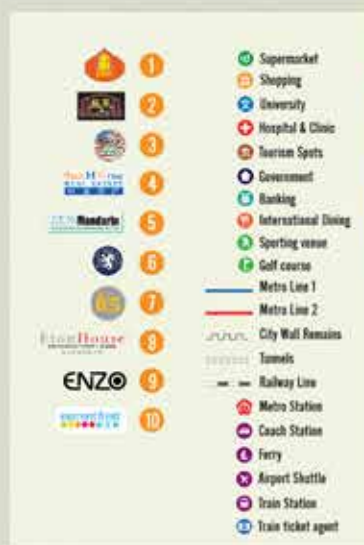 1
2
3
4
Mandarin
5
6
7
EtonHouse
8
ENZO
9
10
Supermarket
Shopping
University
Hospital & Clinic
Tourism Spots
Government
Banking
International Dining
Sporting venue
Golf course
Metro Line 1
Metro Line 2
City Wall Remains
Tunnels
Railway Line
Metro Station
Coach Station
Ferry
Airport Shuttle
Train Station
Train ticket agent